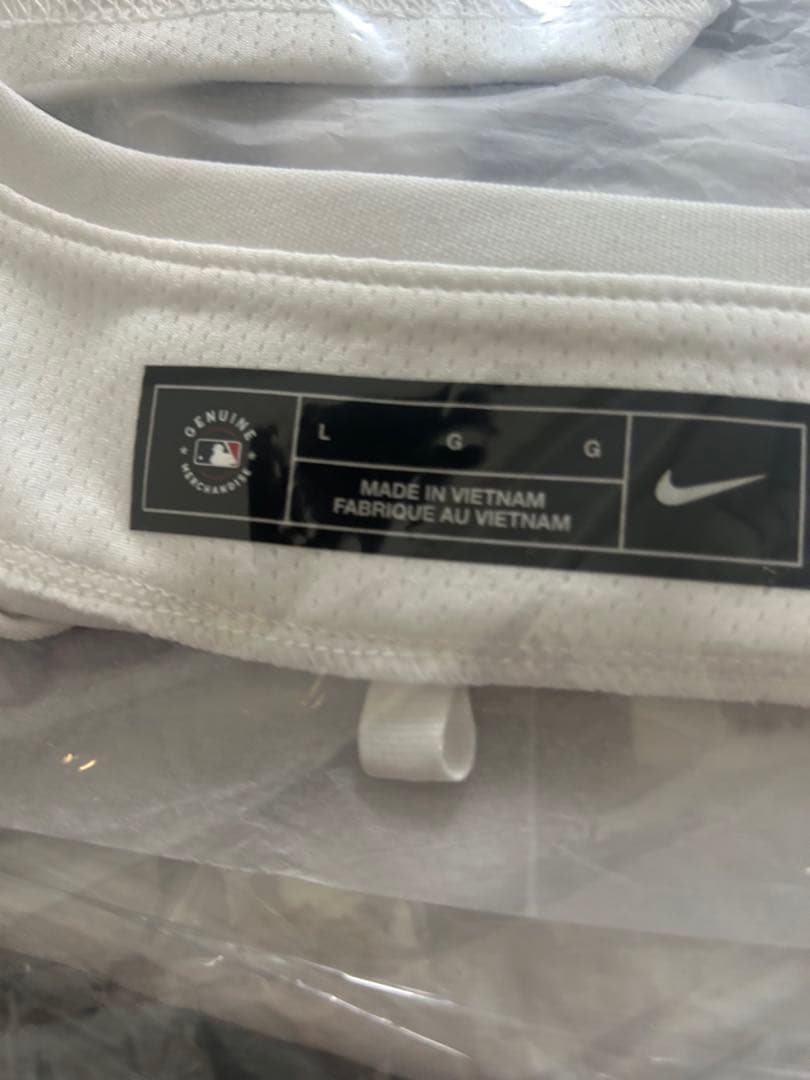 GENUINE
MERCHANDISE
L G G
MADE IN VIETNAM
FABRIQUE AU VIETNAM